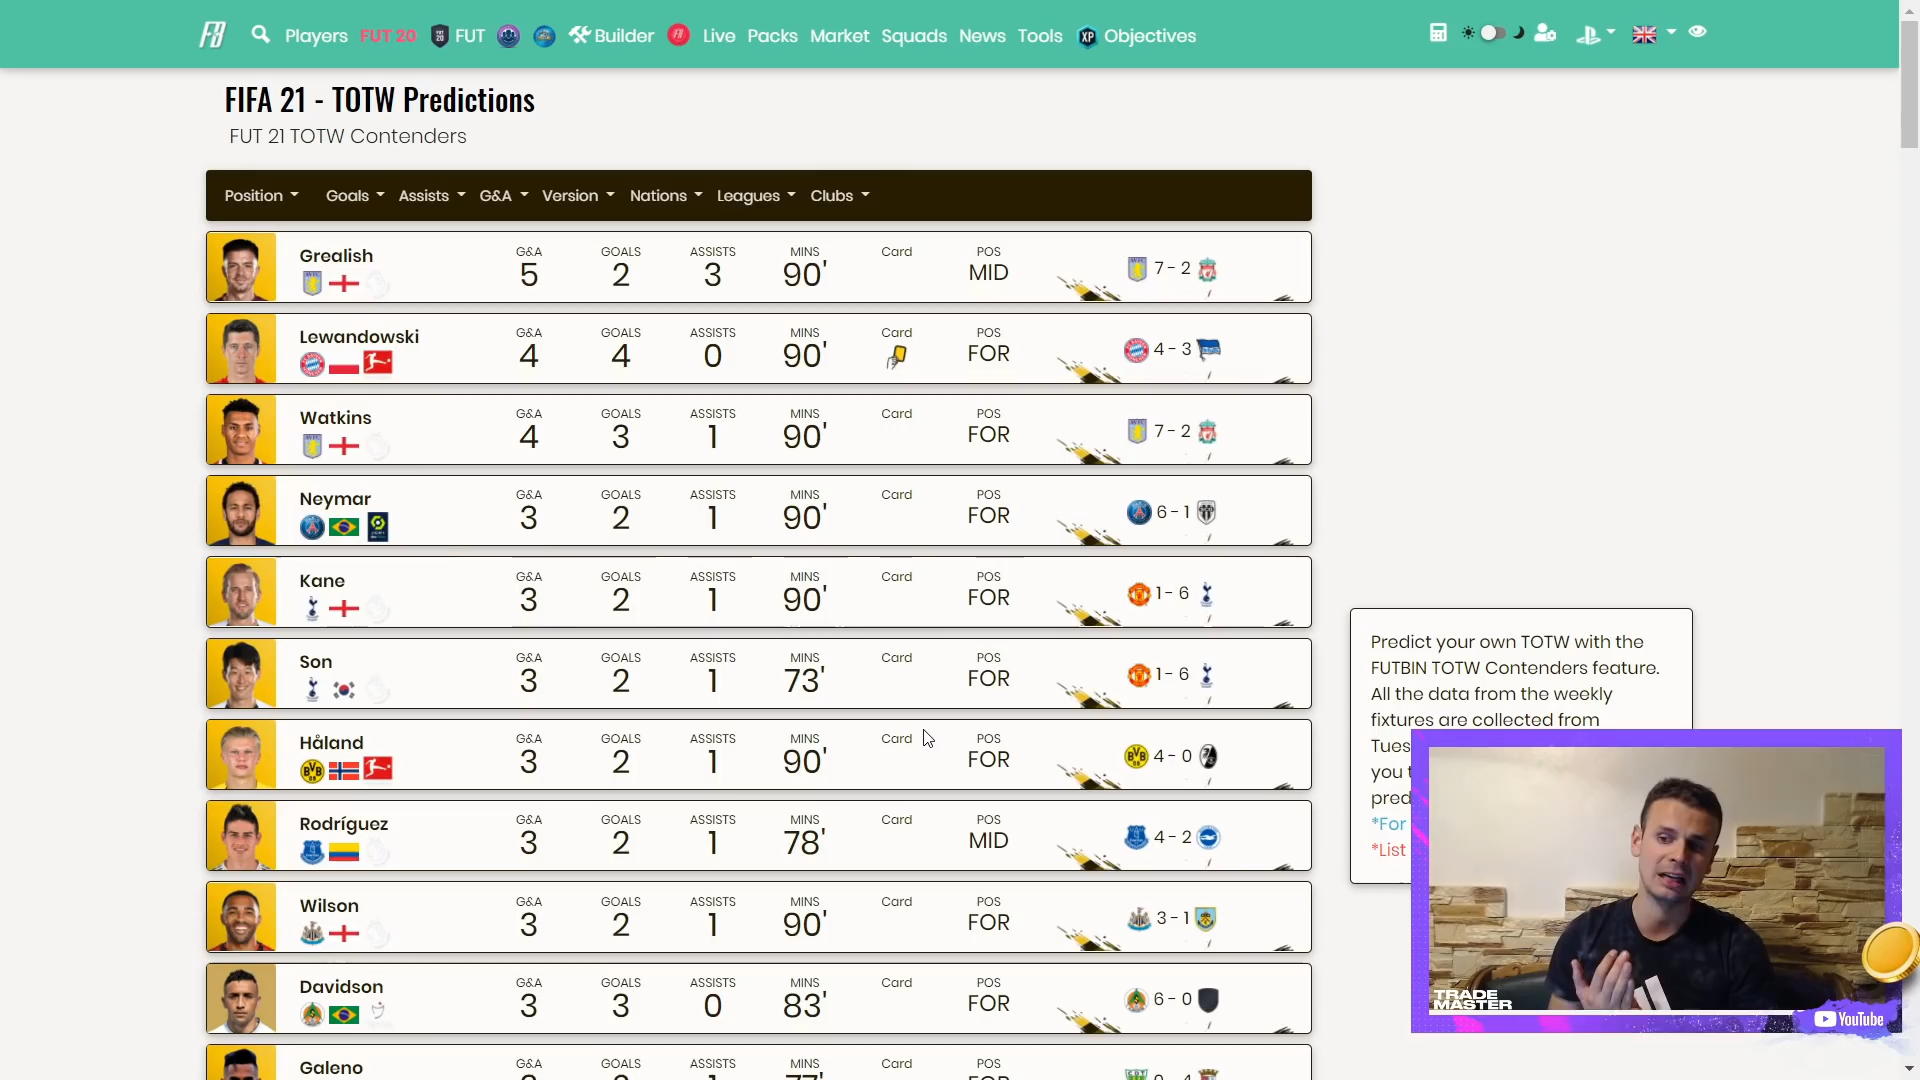 Players FUT 20 FUT Builder Live Packs Market Squads News Tools XP Objectives
FIFA 21 - TOTW Predictions
FUT 21 TOTW Contenders
Position Goals Assists G&A Version Nations Leagues Clubs
Grealish G&A 5 GOALS 2 ASSISTS 3 MINS 90' Card POS MID 7 - 2
Lewandowski G&A 4 GOALS 4 ASSISTS 0 MINS 90' Card POS FOR 4 - 3
Watkins G&A 4 GOALS 3 ASSISTS 1 MINS 90' Card POS FOR 7 - 2
Neymar G&A 3 GOALS 2 ASSISTS 1 MINS 90' Card POS FOR 6 - 1
Kane G&A 3 GOALS 2 ASSISTS 1 MINS 90' Card POS FOR 1 - 6
Son G&A 3 GOALS 2 ASSISTS 1 MINS 73' Card POS FOR 1 - 6
Håland G&A 3 GOALS 2 ASSISTS 1 MINS 90' Card POS FOR 4 - 0
Rodríguez G&A 3 GOALS 2 ASSISTS 1 MINS 78' Card POS MID 4 - 2
Wilson G&A 3 GOALS 2 ASSISTS 1 MINS 90' Card POS FOR 3 - 1
Davidson G&A 3 GOALS 3 ASSISTS 0 MINS 83' Card POS FOR 6 - 0
Galeno G&A GOALS ASSISTS MINS Card POS
Predict your own TOTW with the
FUTBIN TOTW Contenders feature.
All the data from the weekly
fixtures are collected from
Tues
you t
pred
*For
*List
TRADE
MASTER
YouTube